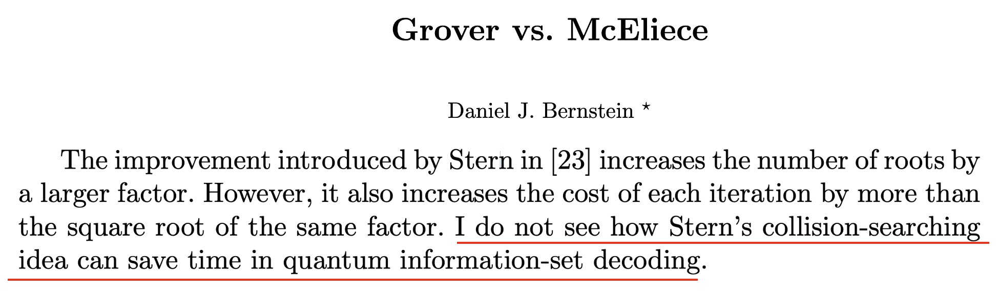 Grover vs. McEliece
Daniel J. Bernstein *
The improvement introduced by Stern in [23] increases the number of roots by
a larger factor. However, it also increases the cost of each iteration by more than
the square root of the same factor. I do not see how Stern’s collision-searching
idea can save time in quantum information-set decoding.